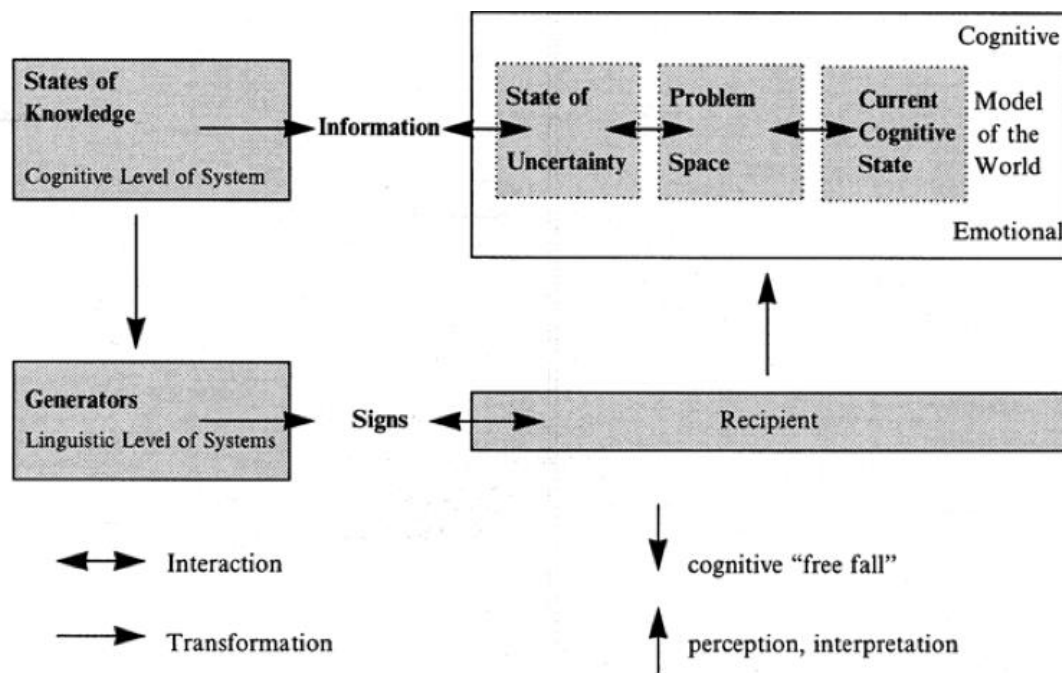 States of
Knowledge
Cognitive Level of System
Information
Cognitive
State of
Uncertainty
Problem
Space
Current
Cognitive
State
Model
of the
World
Emotional
Generators
Linguistic Level of Systems
Signs
Recipient
Interaction
cognitive “free fall”
Transformation
perception, interpretation